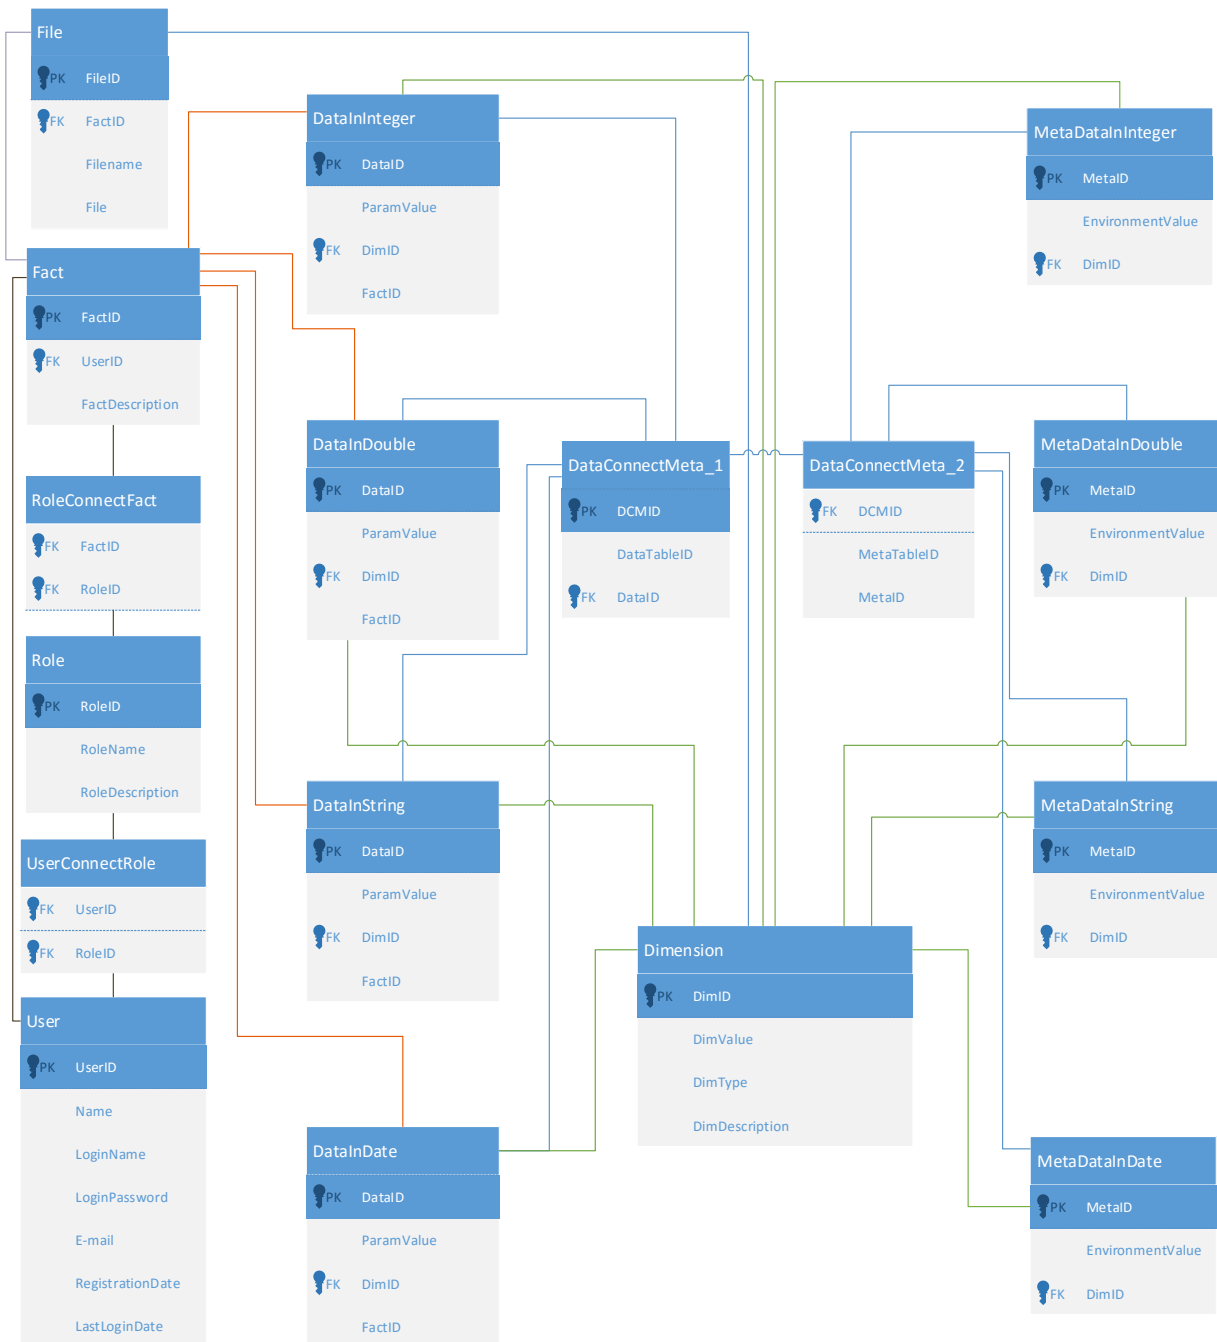 File
PK FileID
FK FactID
Filename
File
Fact
PK FactID
FK UserID
FactDescription
RoleConnectFact
FK FactID
FK RoleID
Role
PK RoleID
RoleName
RoleDescription
UserConnectRole
FK UserID
FK RoleID
User
PK UserID
Name
LoginName
LoginPassword
E-mail
RegistrationDate
LastLoginDate
DataInInteger
PK DataID
ParamValue
FK DimID
FactID
DataInDouble
PK DataID
ParamValue
FK DimID
FactID
DataInString
PK DataID
ParamValue
FK DimID
FactID
DataInDate
PK DataID
ParamValue
FK DimID
FactID
DataConnectMeta_1
PK DCMID
DataTableID
FK DataID
DataConnectMeta_2
FK DCMID
MetaTableID
MetaID
Dimension
PK DimID
DimValue
DimType
DimDescription
MetaDataInInteger
PK MetaID
EnvironmentValue
FK DimID
MetaDataInDouble
PK MetaID
EnvironmentValue
FK DimID
MetaDataInString
PK MetaID
EnvironmentValue
FK DimID
MetaDataInDate
PK MetaID
EnvironmentValue
FK DimID